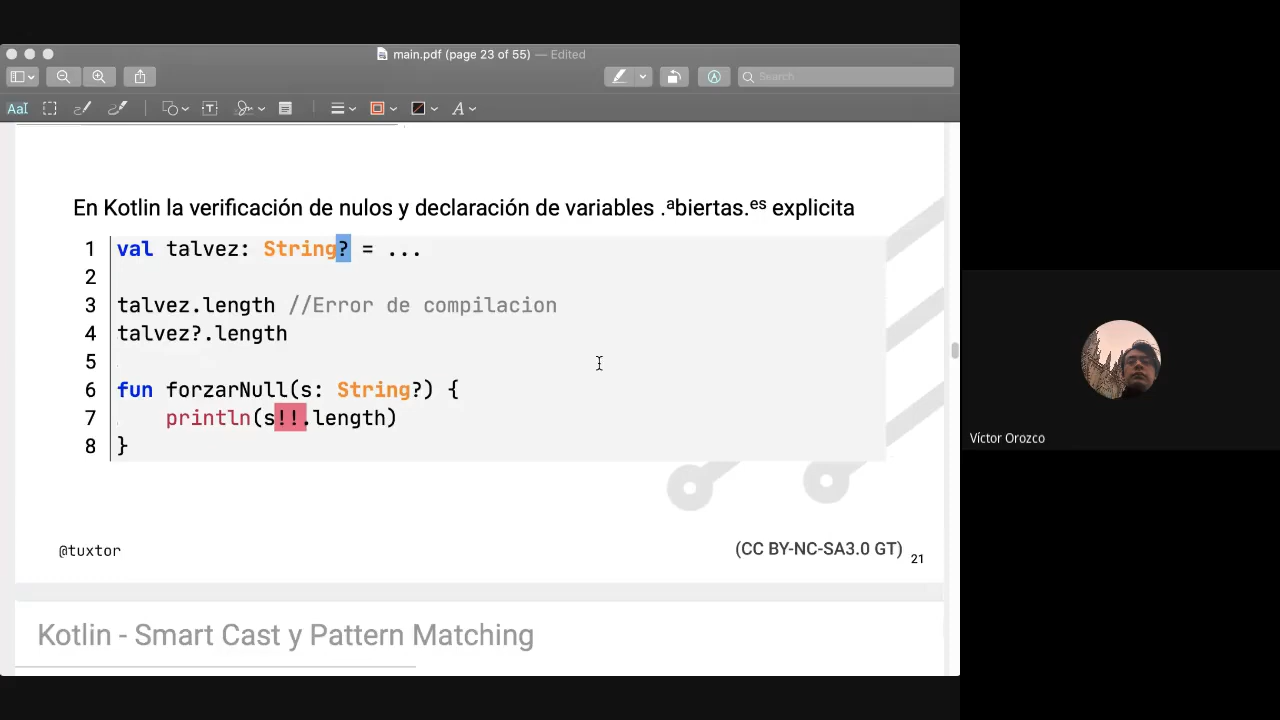 main.pdf (page 23 of 55) — Edited
Search
AaI
T
A
En Kotlin la verificación de nulos y declaración de variables .ªbiertas.es explicita
1 val talvez: String? = ...
2
3 talvez.length //Error de compilacion
4 talvez?.length
5
6 fun forzarNull(s: String?) {
7 println(s!!.length)
8 }
@tuxtor
(CC BY-NC-SA3.0 GT) 21
Kotlin - Smart Cast y Pattern Matching
Víctor Orozco